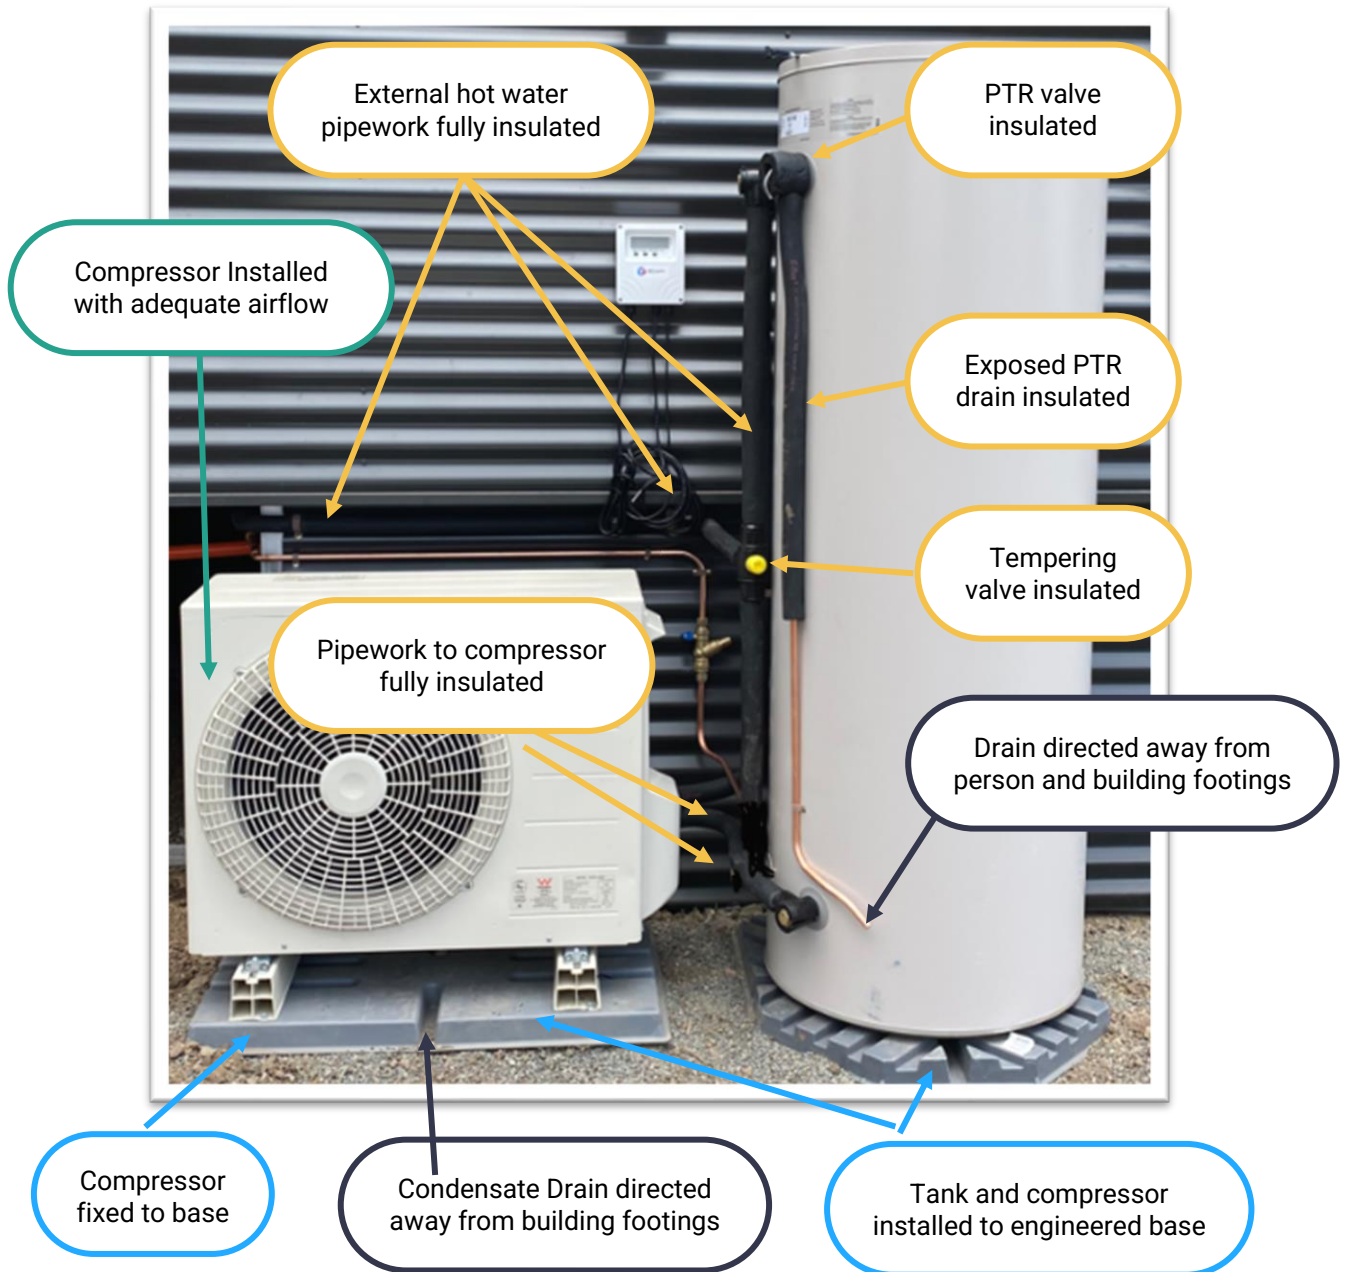 External hot water
pipework fully insulated
PTR valve
insulated
Compressor Installed
with adequate airflow
Exposed PTR
drain insulated
Tempering
valve insulated
Pipework to compressor
fully insulated
Drain directed away from
person and building footings
Compressor
fixed to base
Condensate Drain directed
away from building footings
Tank and compressor
installed to engineered base